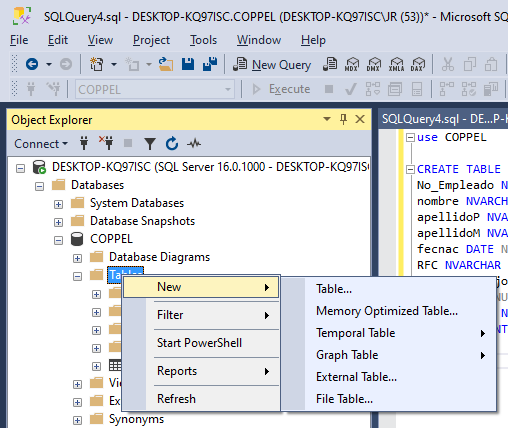 SQLQuery4.sql - DESKTOP-KQ97ISC.COPPEL (DESKTOP-KQ97ISC\JR (53))* - Microsoft SQ
File Edit View Project Tools Window Help
New Query MDX DMX XMLA DAX
COPPEL Execute
Object Explorer
SQLQuery4.sql - DE...P-K
Connect
use COPPEL
DESKTOP-KQ97ISC (SQL Server 16.0.1000 - DESKTOP-KQ97IS
Databases
CREATE TABLE
System Databases
No_Empleado N
Database Snapshots
nombre NVARCH
apellidoP NVA
COPPEL
apellidoM NVA
Database Diagrams
fecnac DATE N
Tables
RFC NVARCHAR
New
Filter
Start PowerShell
Reports
Refresh
Table...
Memory Optimized Table...
Temporal Table
Graph Table
External Table...
File Table...
Synonyms